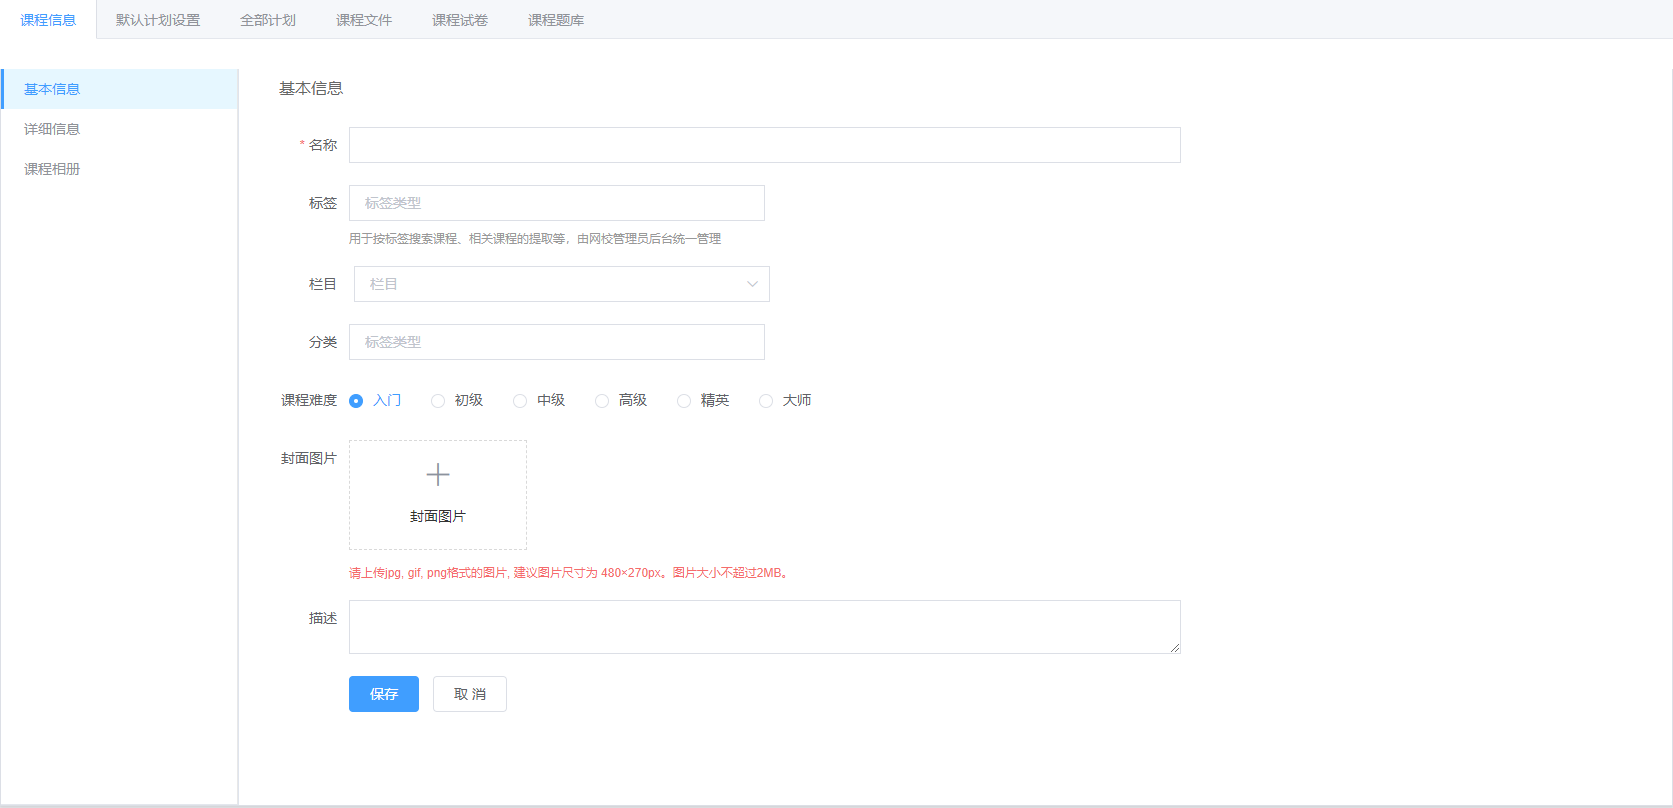 课程信息 默认计划设置 全部计划 课程文件 课程试卷 课程题库
基本信息
详细信息
课程相册
基本信息
* 名称
标签 标签类型
用于按标签搜索课程、相关课程的提取等，由网校管理员后台统一管理
栏目 栏目
分类 标签类型
课程难度 入门 初级 中级 高级 精英 大师
封面图片
封面图片
请上传jpg, gif, png格式的图片, 建议图片尺寸为 480×270px。图片大小不超过2MB。
描述
保存 取 消